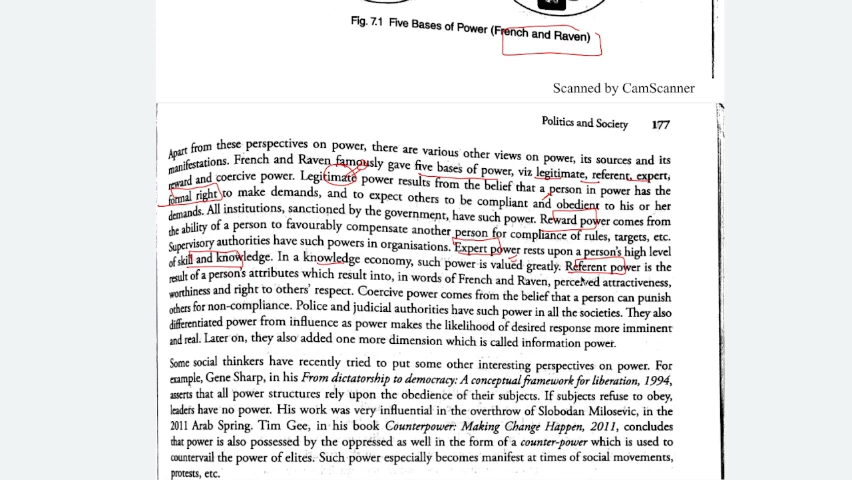 Fig. 7.1 Five Bases of Power (French and Raven)
Scanned by CamScanner
Politics and Society 177
Apart from these perspectives on power, there are various other views on power, its sources and its
manifestations. French and Raven famously gave five bases of power, viz legitimate, referent, expert,
reward and coercive power. Legitimate power results from the belief that a person in power has the
formal right to make demands, and to expect others to be compliant and obedient to his or her
demands. All institutions, sanctioned by the government, have such power. Reward power comes from
the ability of a person to favourably compensate another person for compliance of rules, targets, etc.
Supervisory authorities have such powers in organisations. Expert power rests upon a person's high level
of skill and knowledge. In a knowledge economy, such power is valued greatly. Referent power is the
result of a person's attributes which result into, in words of French and Raven, perceived attractiveness,
worthiness and right to others' respect. Coercive power comes from the belief that a person can punish
others for non-compliance. Police and judicial authorities have such power in all the societies. They also
differentiated power from influence as power makes the likelihood of desired response more imminent
and real. Later on, they also added one more dimension which is called information power.
Some social thinkers have recently tried to put some other interesting perspectives on power. For
example, Gene Sharp, in his From dictatorship to democracy: A conceptual framework for liberation, 1994,
asserts that all power structures rely upon the obedience of their subjects. If subjects refuse to obey,
leaders have no power. His work was very influential in the overthrow of Slobodan Milosevic, in the
2011 Arab Spring. Tim Gee, in his book Counterpower: Making Change Happen, 2011, concludes
that power is also possessed by the oppressed as well in the form of a counter-power which is used to
countervail the power of elites. Such power especially becomes manifest at times of social movements,
protests, etc.